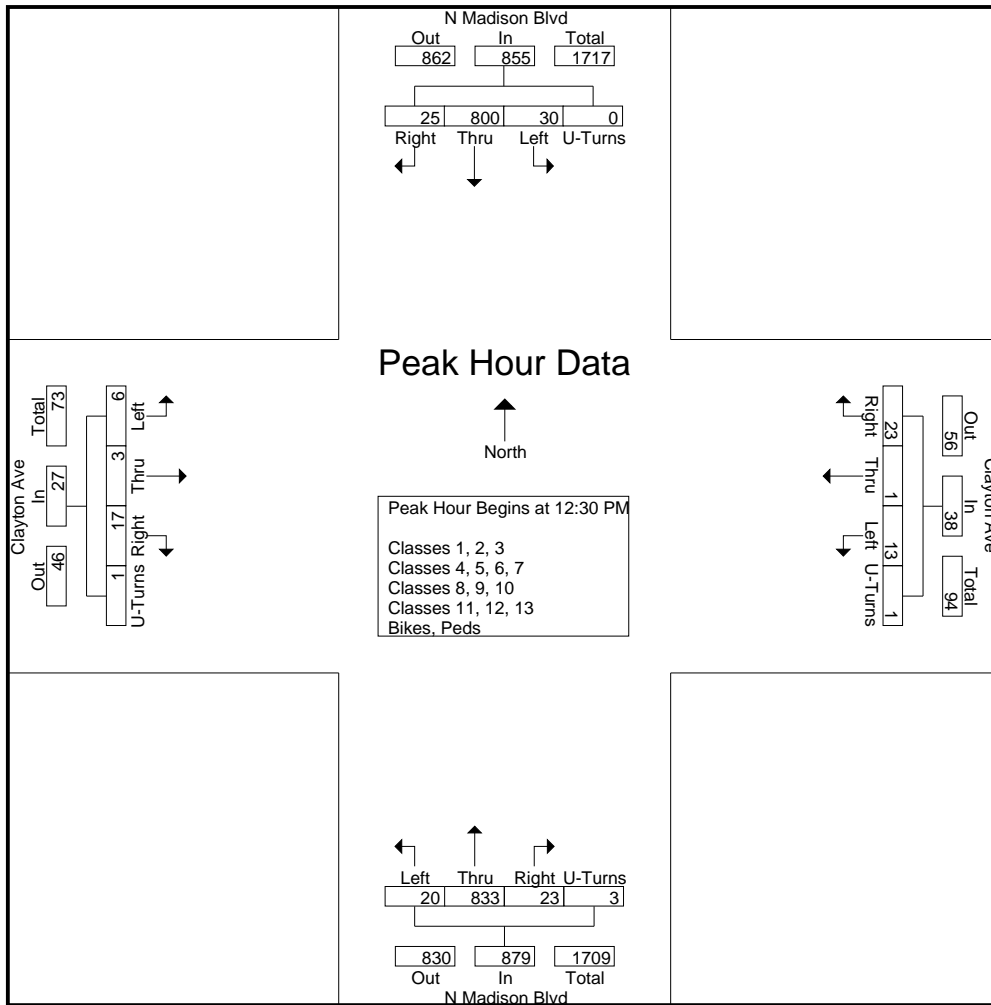 N Madison Blvd
Out In Total
862 855 1717
25 800 30 0
Right Thru Left U-Turns
Peak Hour Data
North
Clayton Ave
Total In Out
73 27 46
6 3 17 1
Left Thru Right U-Turns
Clayton Ave
Out In Total
56 38 94
23 1 13 1
Right Thru Left U-Turns
Peak Hour Begins at 12:30 PM
Classes 1, 2, 3
Classes 4, 5, 6, 7
Classes 8, 9, 10
Classes 11, 12, 13
Bikes, Peds
Left Thru Right U-Turns
20 833 23 3
830 879 1709
Out In Total
N Madison Blvd